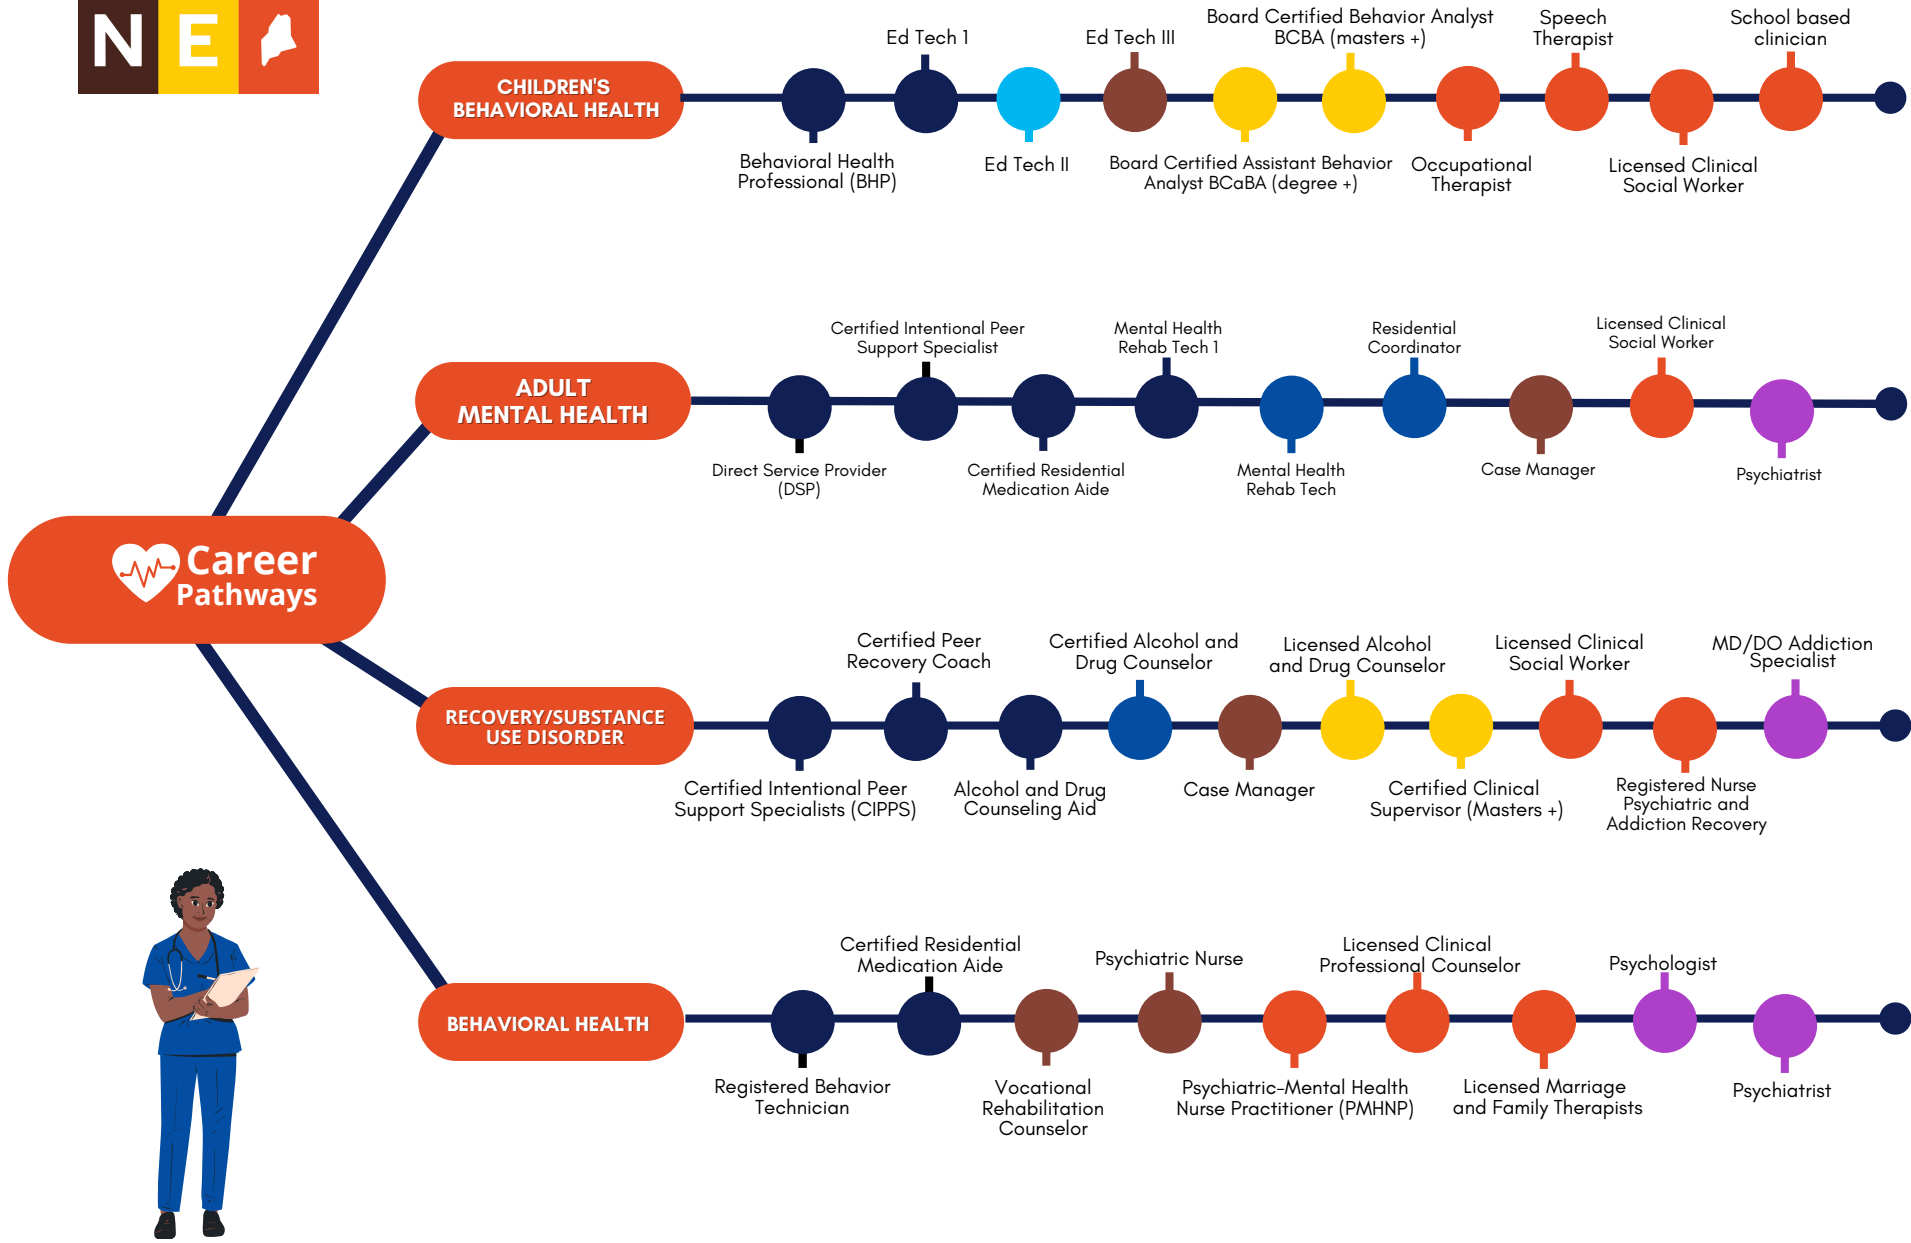 NE
CHILDREN'S
BEHAVIORAL HEALTH
Behavioral Health
Professional (BHP)
Ed Tech 1
Ed Tech II
Ed Tech III
Board Certified Assistant Behavior
Analyst BCaBA (degree +)
Board Certified Behavior Analyst
BCBA (masters +)
Occupational
Therapist
Speech
Therapist
Licensed Clinical
Social Worker
School based
clinician
ADULT
MENTAL HEALTH
Direct Service Provider
(DSP)
Certified Intentional Peer
Support Specialist
Certified Residential
Medication Aide
Mental Health
Rehab Tech 1
Mental Health
Rehab Tech
Residential
Coordinator
Case Manager
Licensed Clinical
Social Worker
Psychiatrist
Career
Pathways
RECOVERY/SUBSTANCE
USE DISORDER
Certified Intentional Peer
Support Specialists (CIPPS)
Certified Peer
Recovery Coach
Alcohol and Drug
Counseling Aid
Certified Alcohol and
Drug Counselor
Case Manager
Licensed Alcohol
and Drug Counselor
Certified Clinical
Supervisor (Masters +)
Licensed Clinical
Social Worker
Registered Nurse
Psychiatric and
Addiction Recovery
MD/DO Addiction
Specialist
BEHAVIORAL HEALTH
Registered Behavior
Technician
Certified Residential
Medication Aide
Vocational
Rehabilitation
Counselor
Psychiatric Nurse
Psychiatric-Mental Health
Nurse Practitioner (PMHNP)
Licensed Clinical
Professional Counselor
Licensed Marriage
and Family Therapists
Psychologist
Psychiatrist